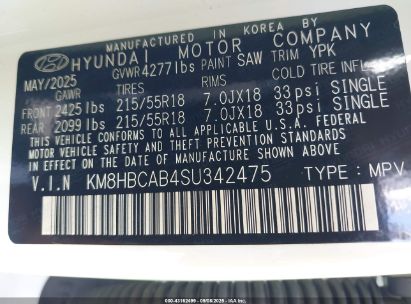 MANUFACTURED IN KOREA BY
HYUNDAI MOTOR COMPANY
MAY/2025 GVWR 4277lbs PAINT SAW TRIM YPK
GAWR TIRES RIMS COLD TIRE INFL
FRONT 2425lbs 215/55R18 7.0JX18 33psi SINGLE
REAR 2099lbs 215/55R18 7.0JX18 33psi SINGLE
THIS VEHICLE CONFORMS TO ALL APPLICABLE U.S. FEDERAL
MOTOR VEHICLE SAFETY AND THEFT PREVENTION STANDARDS
IN EFFECT ON THE DATE OF MANUFACTURE SHOWN ABOVE.
V.I.N KM8HBCAB4SU342475 TYPE : MPV